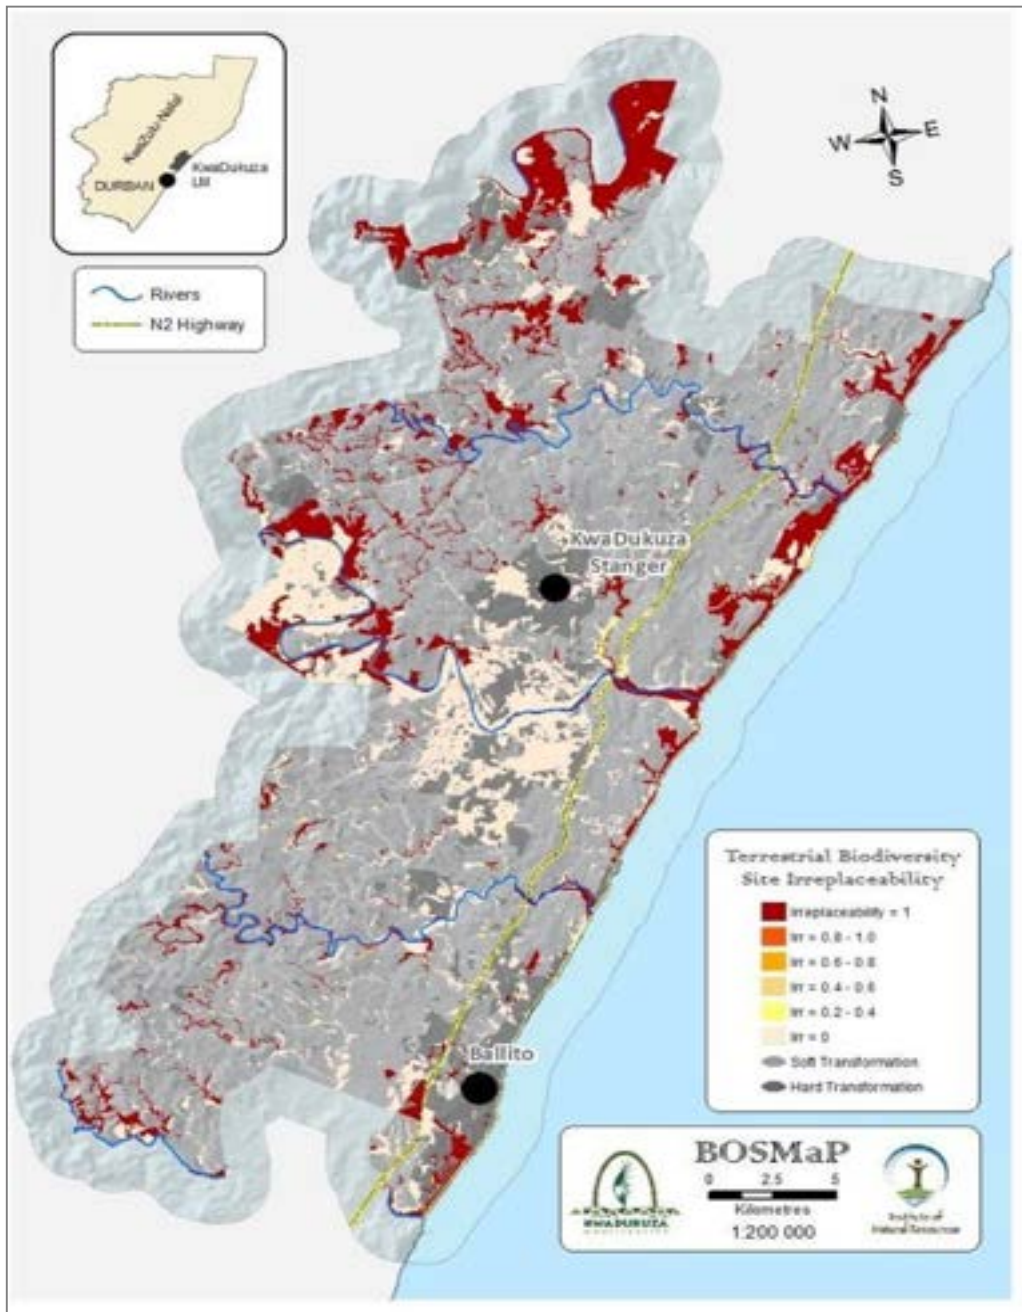 KwaZulu-Natal
KwaDukuza
LM
DURBAN
Rivers
N2 Highway
N
W E
S
KwaDukuza
Stanger
Ballito
Terrestrial Biodiversity
Site Irreplaceability
Irreplaceability = 1
Irr = 0.8 - 1.0
Irr = 0.6 - 0.8
Irr = 0.4 - 0.6
Irr = 0.2 - 0.4
Irr = 0
Soft Transformation
Hard Transformation
BOSMaP
0 2.5 5
Kilometres
1:200 000
KWADUKUZA
MUNICIPALITY
Institute of
Natural Resources